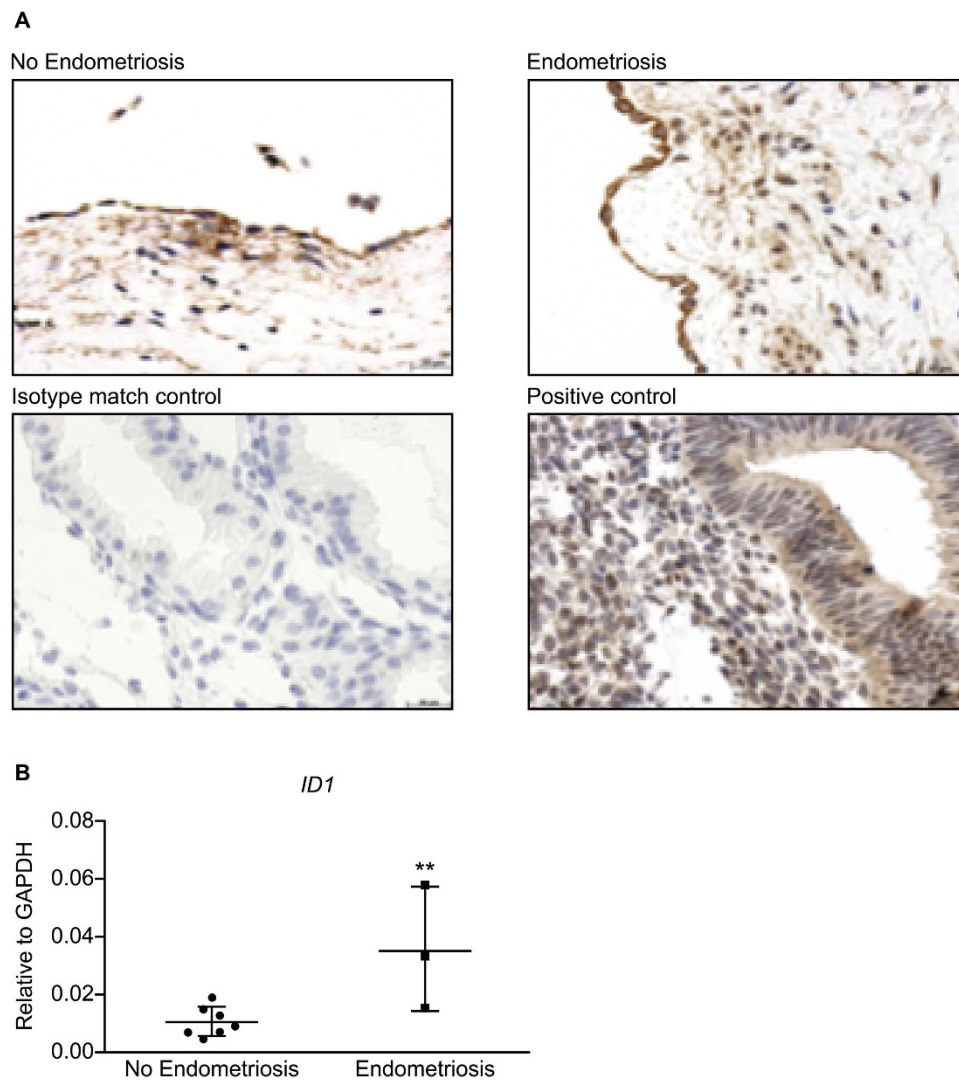 A
No Endometriosis
Endometriosis
Isotype match control
Positive control
B
ID1
0.08
0.06
0.04
0.02
0.00
Relative to GAPDH
**
No Endometriosis
Endometriosis